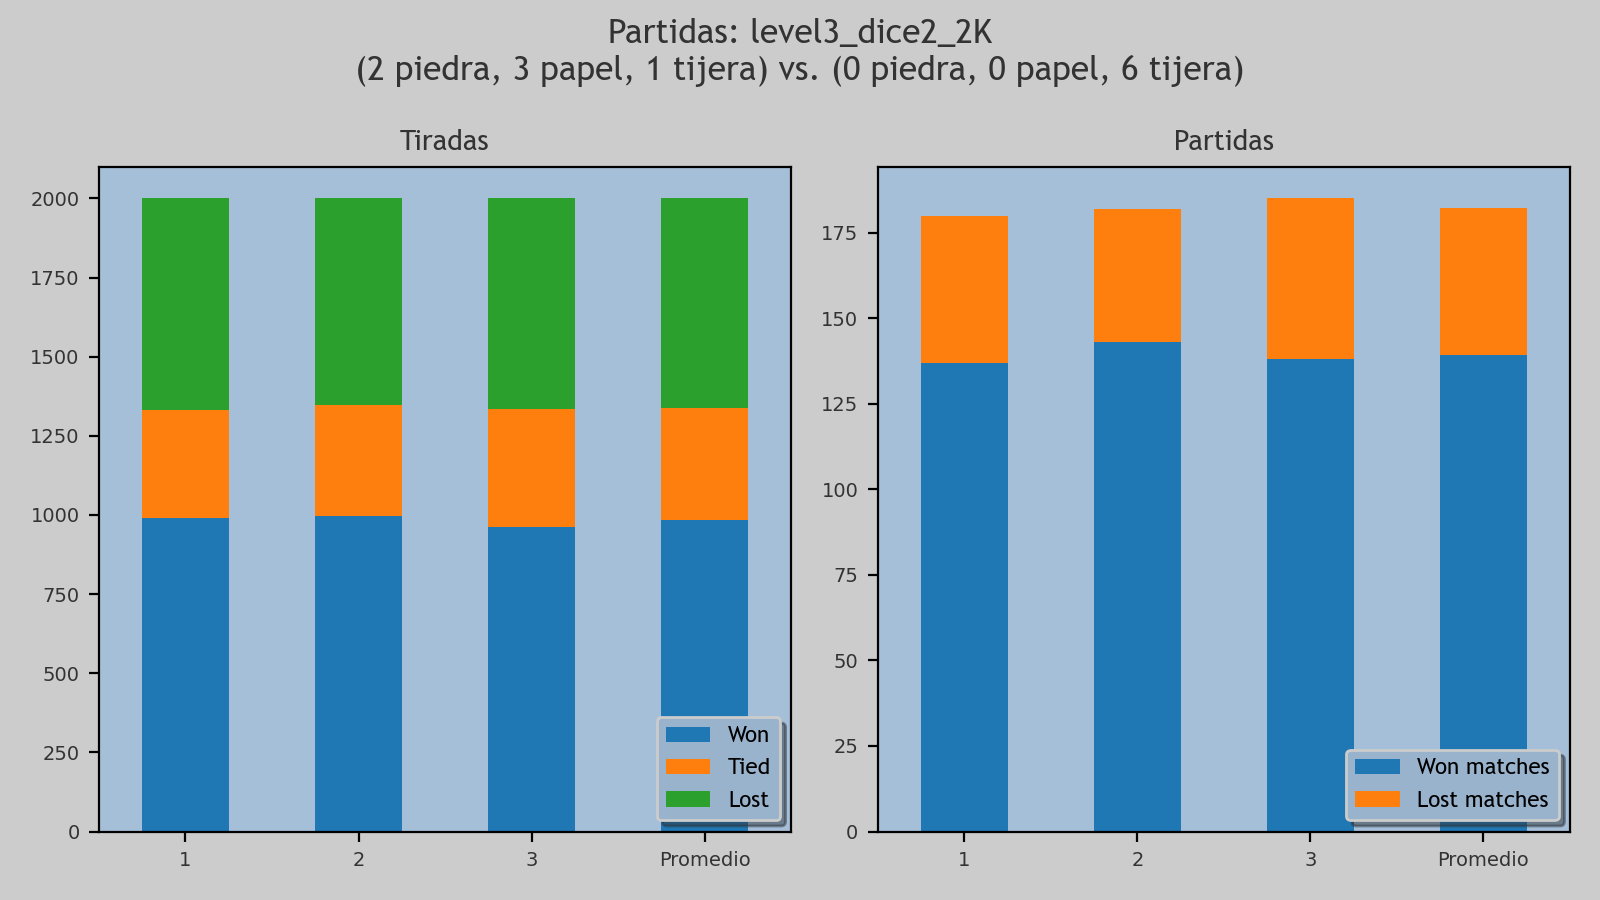 Partidas: level3_dice2_2K
(2 piedra, 3 papel, 1 tijera) vs. (0 piedra, 0 papel, 6 tijera)
Tiradas
2000
1750
1500
1250
1000
750
500
250
0
1
2
3
Promedio
Won
Tied
Lost
Partidas
175
150
125
100
75
50
25
0
1
2
3
Promedio
Won matches
Lost matches